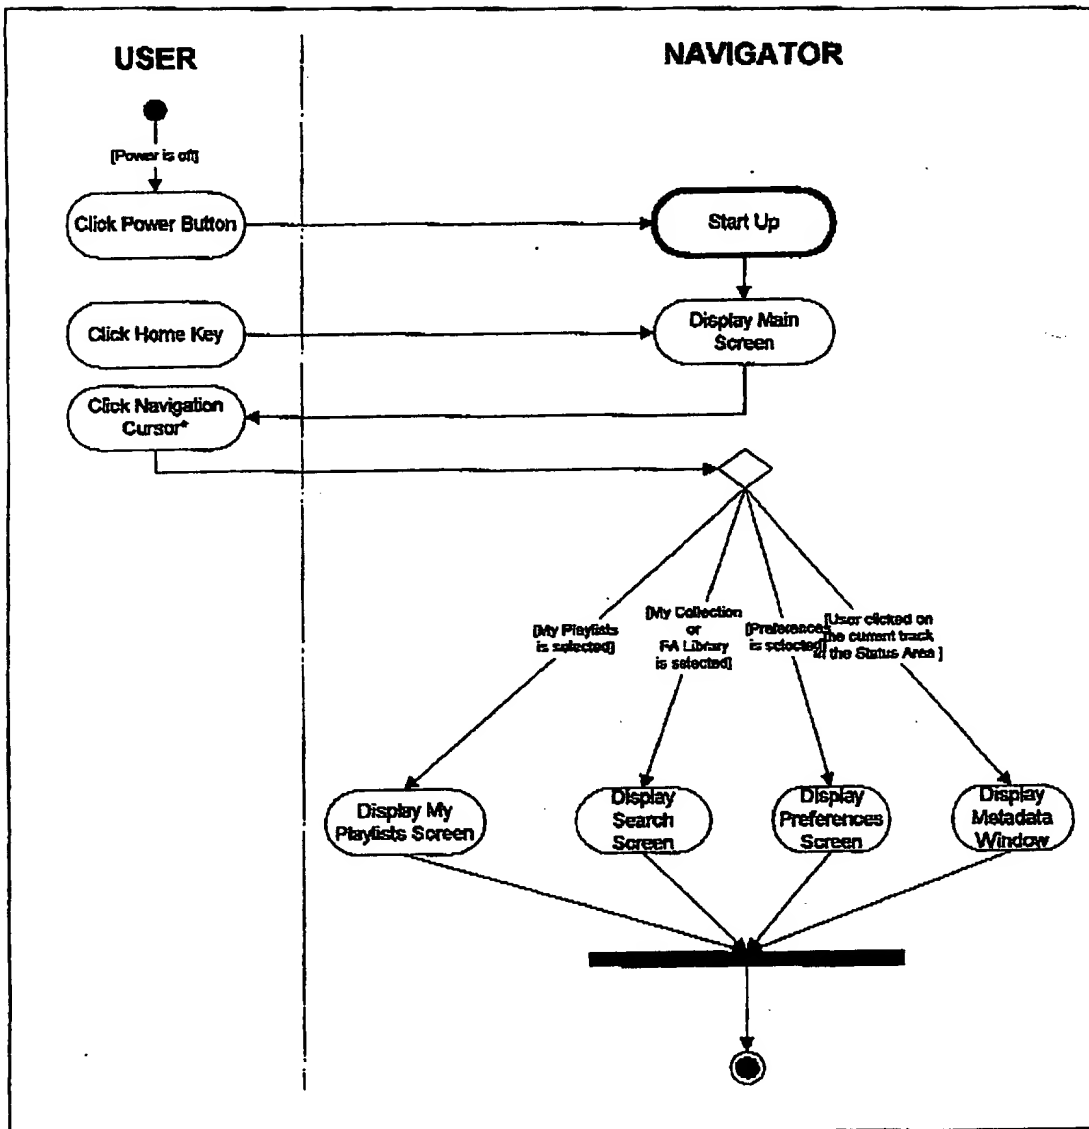 USER
NAVIGATOR
[Power is off]
Click Power Button
Start Up
Click Home Key
Display Main
Screen
Click Navigation
Cursor*
[My Playlists
is selected]
[My Collection
or
FA Library
is selected]
[Preferences
is selected]
[User clicked on
the current track
in the Status Area ]
Display My
Playlists Screen
Display
Search
Screen
Display
Preferences
Screen
Display
Metadata
Window